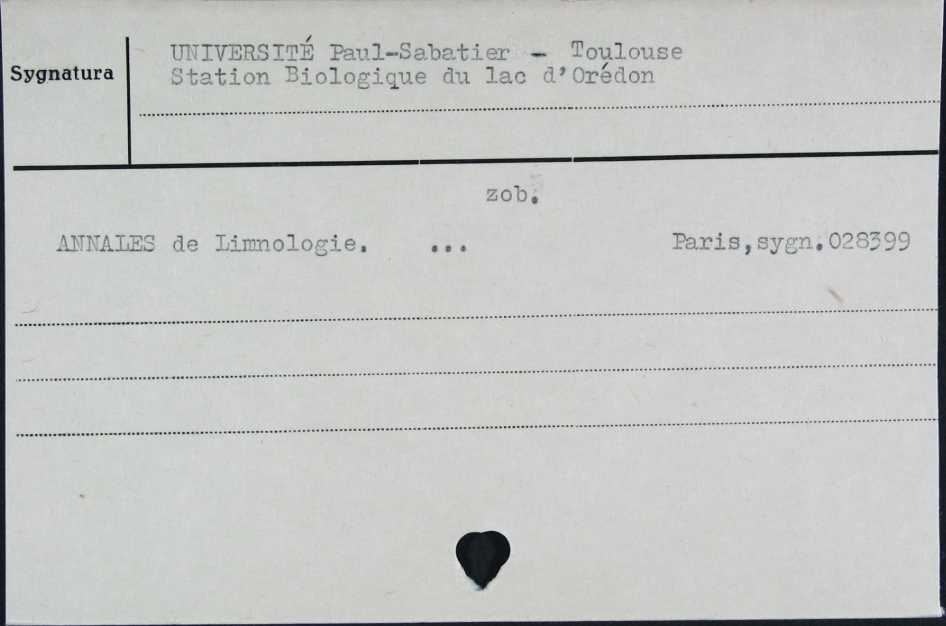 UNIVERSITÉ Paul-Sabatier - Toulouse
Sygnatura
Station Biologique du lac d'Orédon
zob.
ANNALES de Limnologie. ... Paris,sygn.028399